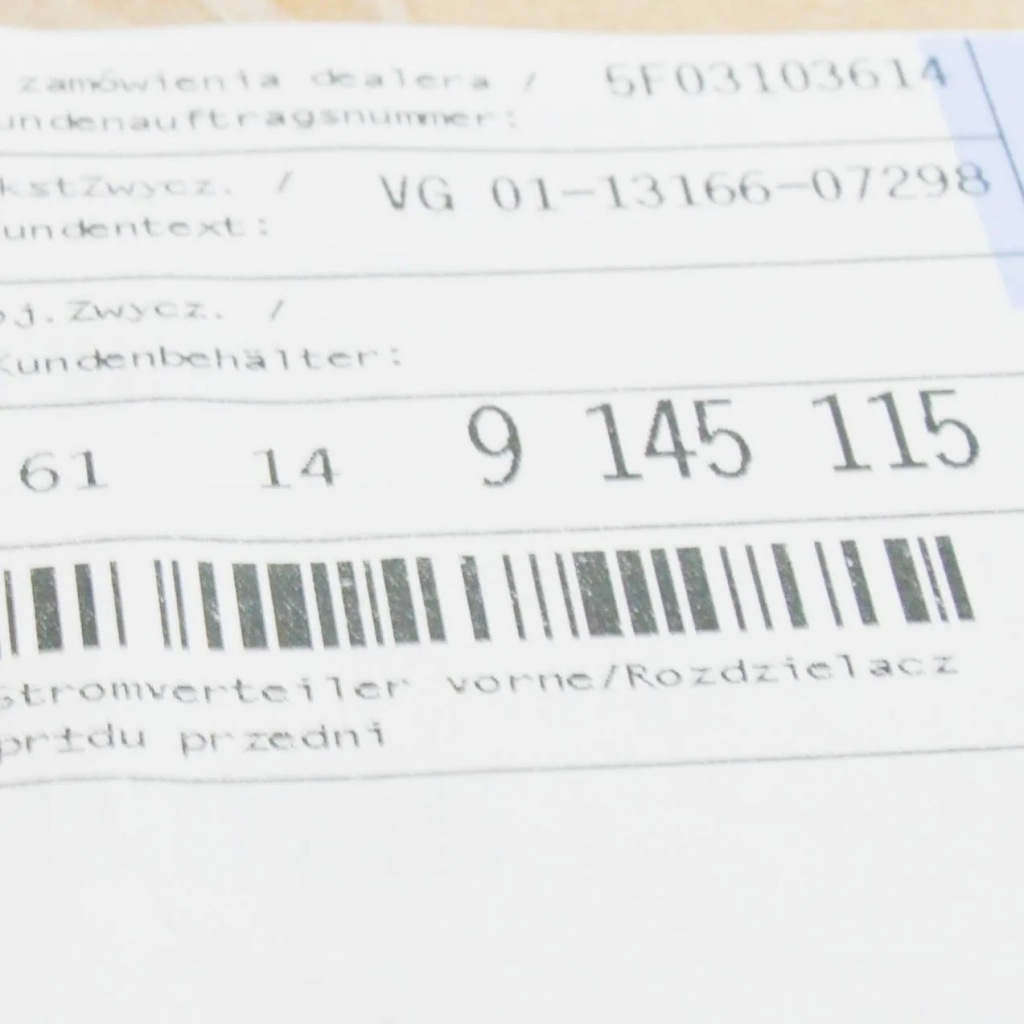 zamówienia dealera / 5F03103614
undenauftragsnummer:
kstZwycz. / VG 01-13166-07298
undentext:
oj.Zwycz. /
Kundenbehälter:
61 14 9 145 115
Stromverteiler vorne/Rozdzielacz
prądu przedni